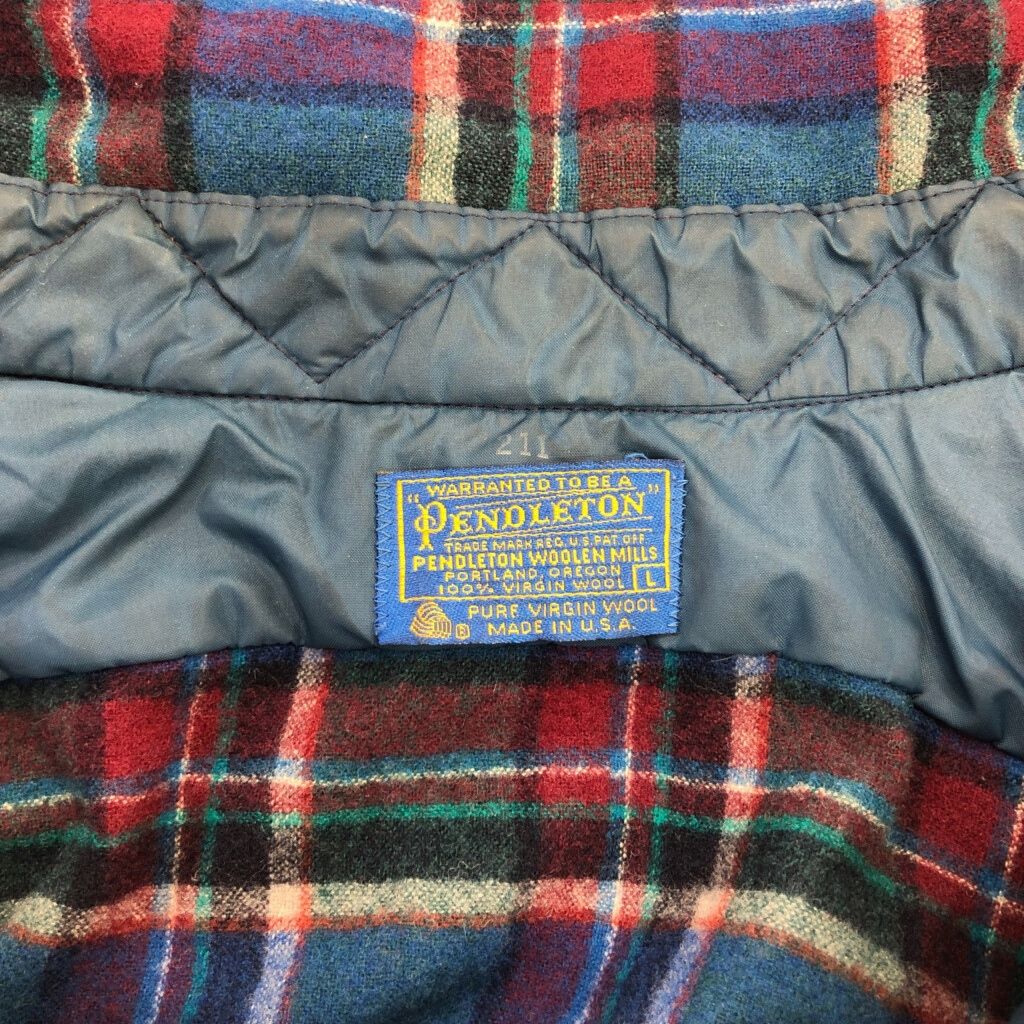 211
WARRANTED TO BE A
"PENDLETON"
TRADE MARK REG. U.S. PAT. OFF.
PENDLETON WOOLEN MILLS
PORTLAND, OREGON
100% VIRGIN WOOL L
PURE VIRGIN WOOL
® MADE IN U.S.A.